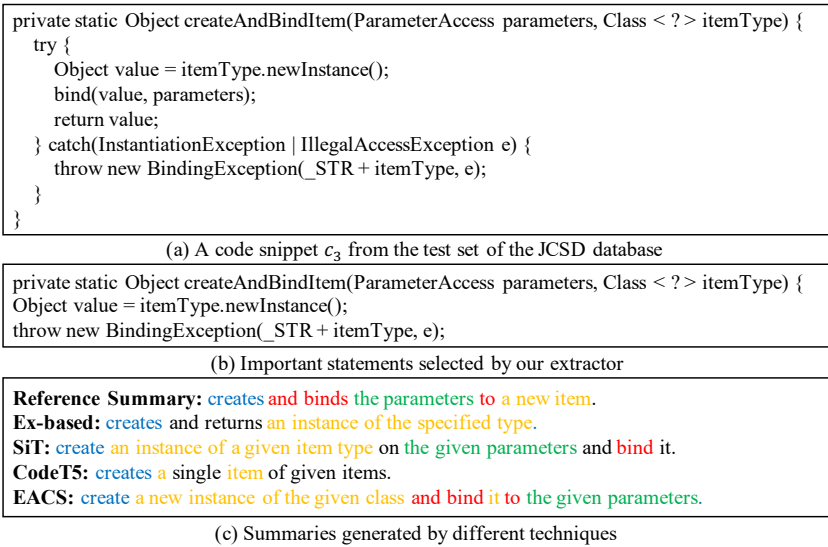 private static Object createAndBindItem(ParameterAccess parameters, Class < ? > itemType) {
try {
Object value = itemType.newInstance();
bind(value, parameters);
return value;
} catch(InstantiationException | IllegalAccessException e) {
throw new BindingException(_STR + itemType, e);
}
}
(a) A code snippet c₃ from the test set of the JCSD database
private static Object createAndBindItem(ParameterAccess parameters, Class < ? > itemType) {
Object value = itemType.newInstance();
throw new BindingException(_STR + itemType, e);
(b) Important statements selected by our extractor
Reference Summary: creates and binds the parameters to a new item.
Ex-based: creates and returns an instance of the specified type.
SiT: create an instance of a given item type on the given parameters and bind it.
CodeT5: creates a single item of given items.
EACS: create a new instance of the given class and bind it to the given parameters.
(c) Summaries generated by different techniques